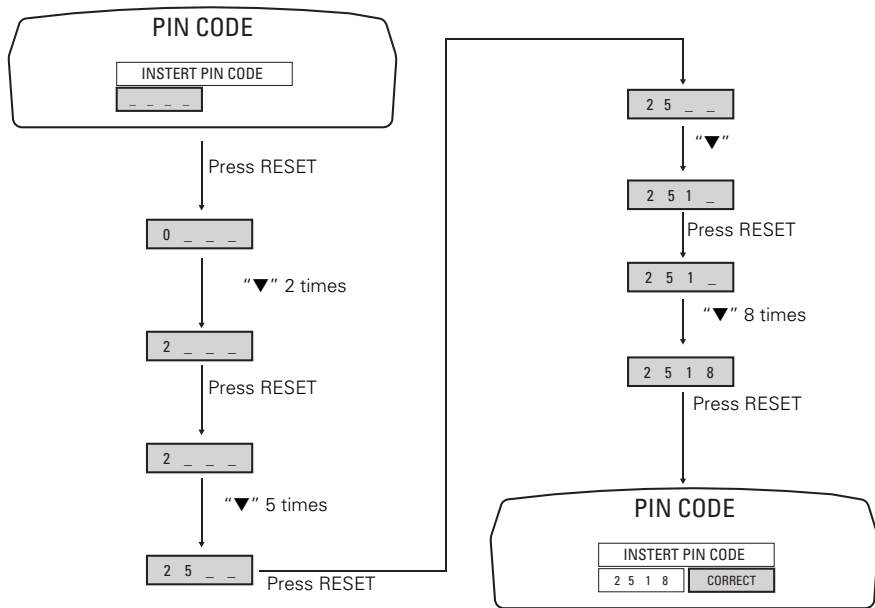 PIN CODE
INSTERT PIN CODE
_ _ _ _
Press RESET
0 _ _ _
“▼” 2 times
2 _ _ _
Press RESET
2 _ _ _
“▼” 5 times
2 5 _ _
Press RESET
2 5 _ _
“▼”
2 5 1 _
Press RESET
2 5 1 _
“▼” 8 times
2 5 1 8
Press RESET
PIN CODE
INSTERT PIN CODE
2 5 1 8 CORRECT